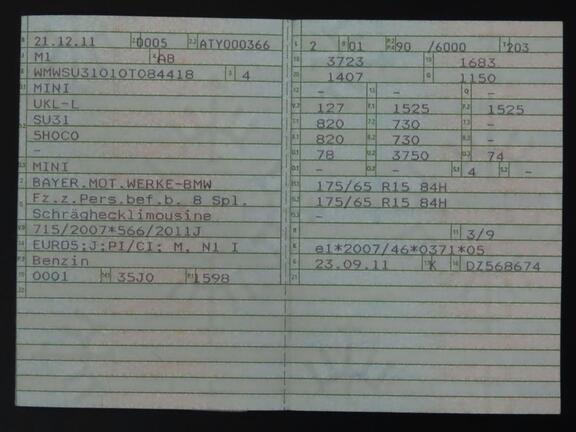 21.12.11 0005 ATY000366
M1 AB
WMWSU31010T084418 4
MINI
UKL-L
SU31
5HOCO
-
MINI
BAYER.MOT.WERKE-BMW
Fz.z.Pers.bef.b. 8 Spl.
Schräghecklimousine
715/2007*566/2011J
EURO5;J;PI/CI; M, N1 I
Benzin
0001 35J0 1598
2 01 90 /6000 203
3723 1683
1407 1150
- - -
127 1525 1525
820 730 -
820 730 -
78 3750 74
- - 4 -
175/65 R15 84H
175/65 R15 84H
-
3/9
e1*2007/46*0371*05
23.09.11 K DZ568674